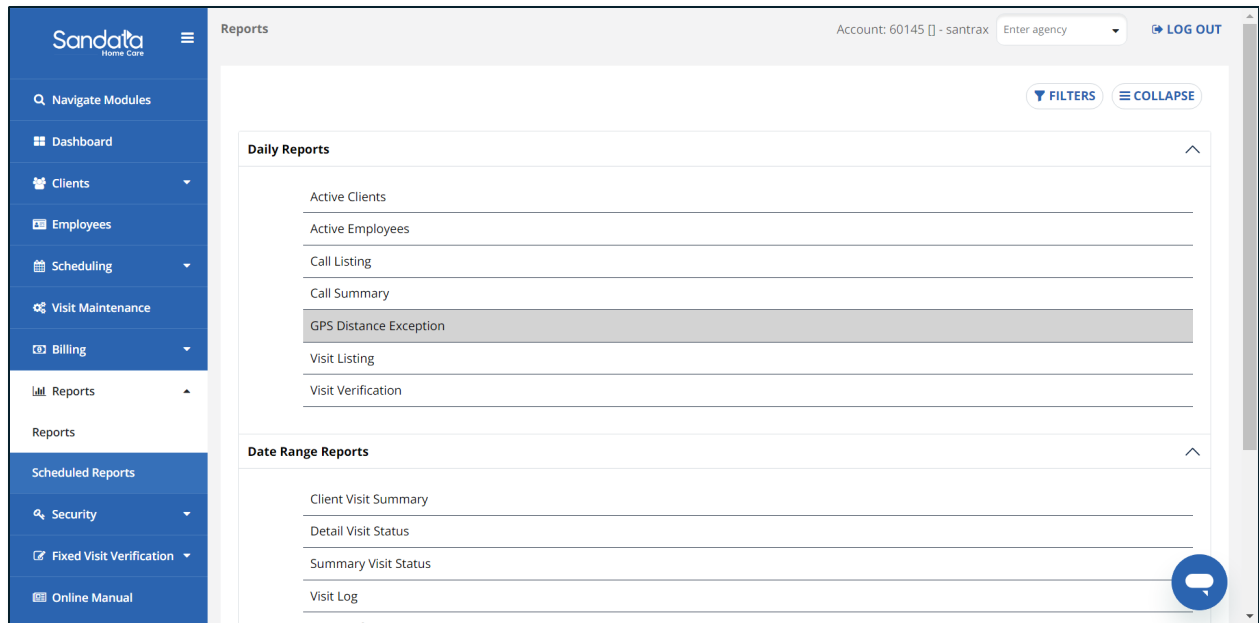 Sandata
Home Care
Reports
Account: 60145 [] - santrax
Enter agency
LOG OUT
Navigate Modules
Dashboard
Clients
Employees
Scheduling
Visit Maintenance
Billing
Reports
Reports
Scheduled Reports
Security
Fixed Visit Verification
Online Manual
FILTERS
COLLAPSE
Daily Reports
Active Clients
Active Employees
Call Listing
Call Summary
GPS Distance Exception
Visit Listing
Visit Verification
Date Range Reports
Client Visit Summary
Detail Visit Status
Summary Visit Status
Visit Log